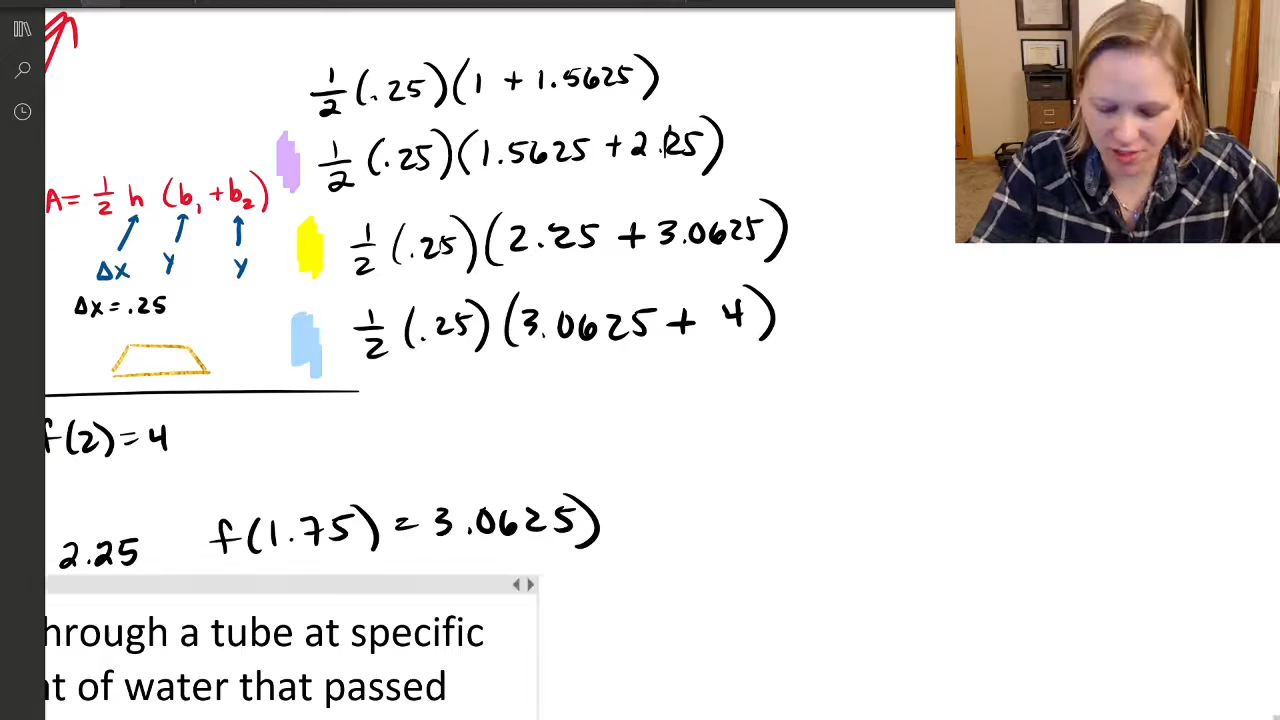 1/2 (.25)(1 + 1.5625)
1/2 (.25)(1.5625 + 2.25)
A = 1/2 h (b₁ + b₂)
1/2 (.25)(2.25 + 3.0625)
Δx y y
Δx = .25
1/2 (.25)(3.0625 + 4)
f(2) = 4
2.25 f(1.75) = 3.0625)
hrough a tube at specific
nt of water that passed